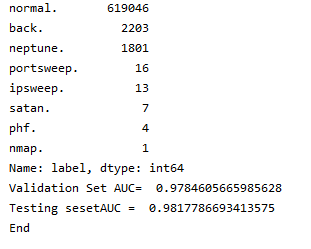 normal. 619046
back. 2203
neptune. 1801
portsweep. 16
ipsweep. 13
satan. 7
phf. 4
nmap. 1
Name: label, dtype: int64
Validation Set AUC= 0.9784605665985628
Testing sesetAUC = 0.9817786693413575
End